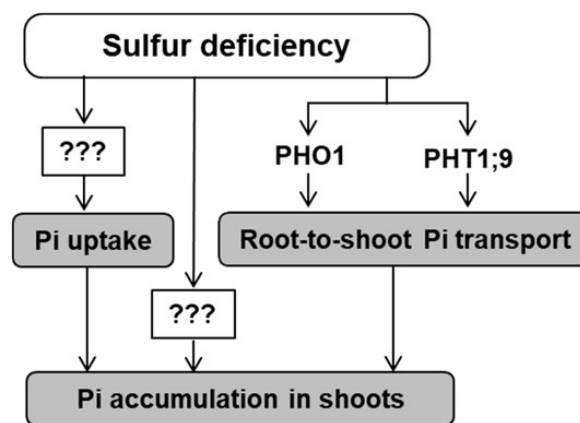 Sulfur deficiency
???
PHO1
PHT1;9
Pi uptake
Root-to-shoot Pi transport
???
Pi accumulation in shoots